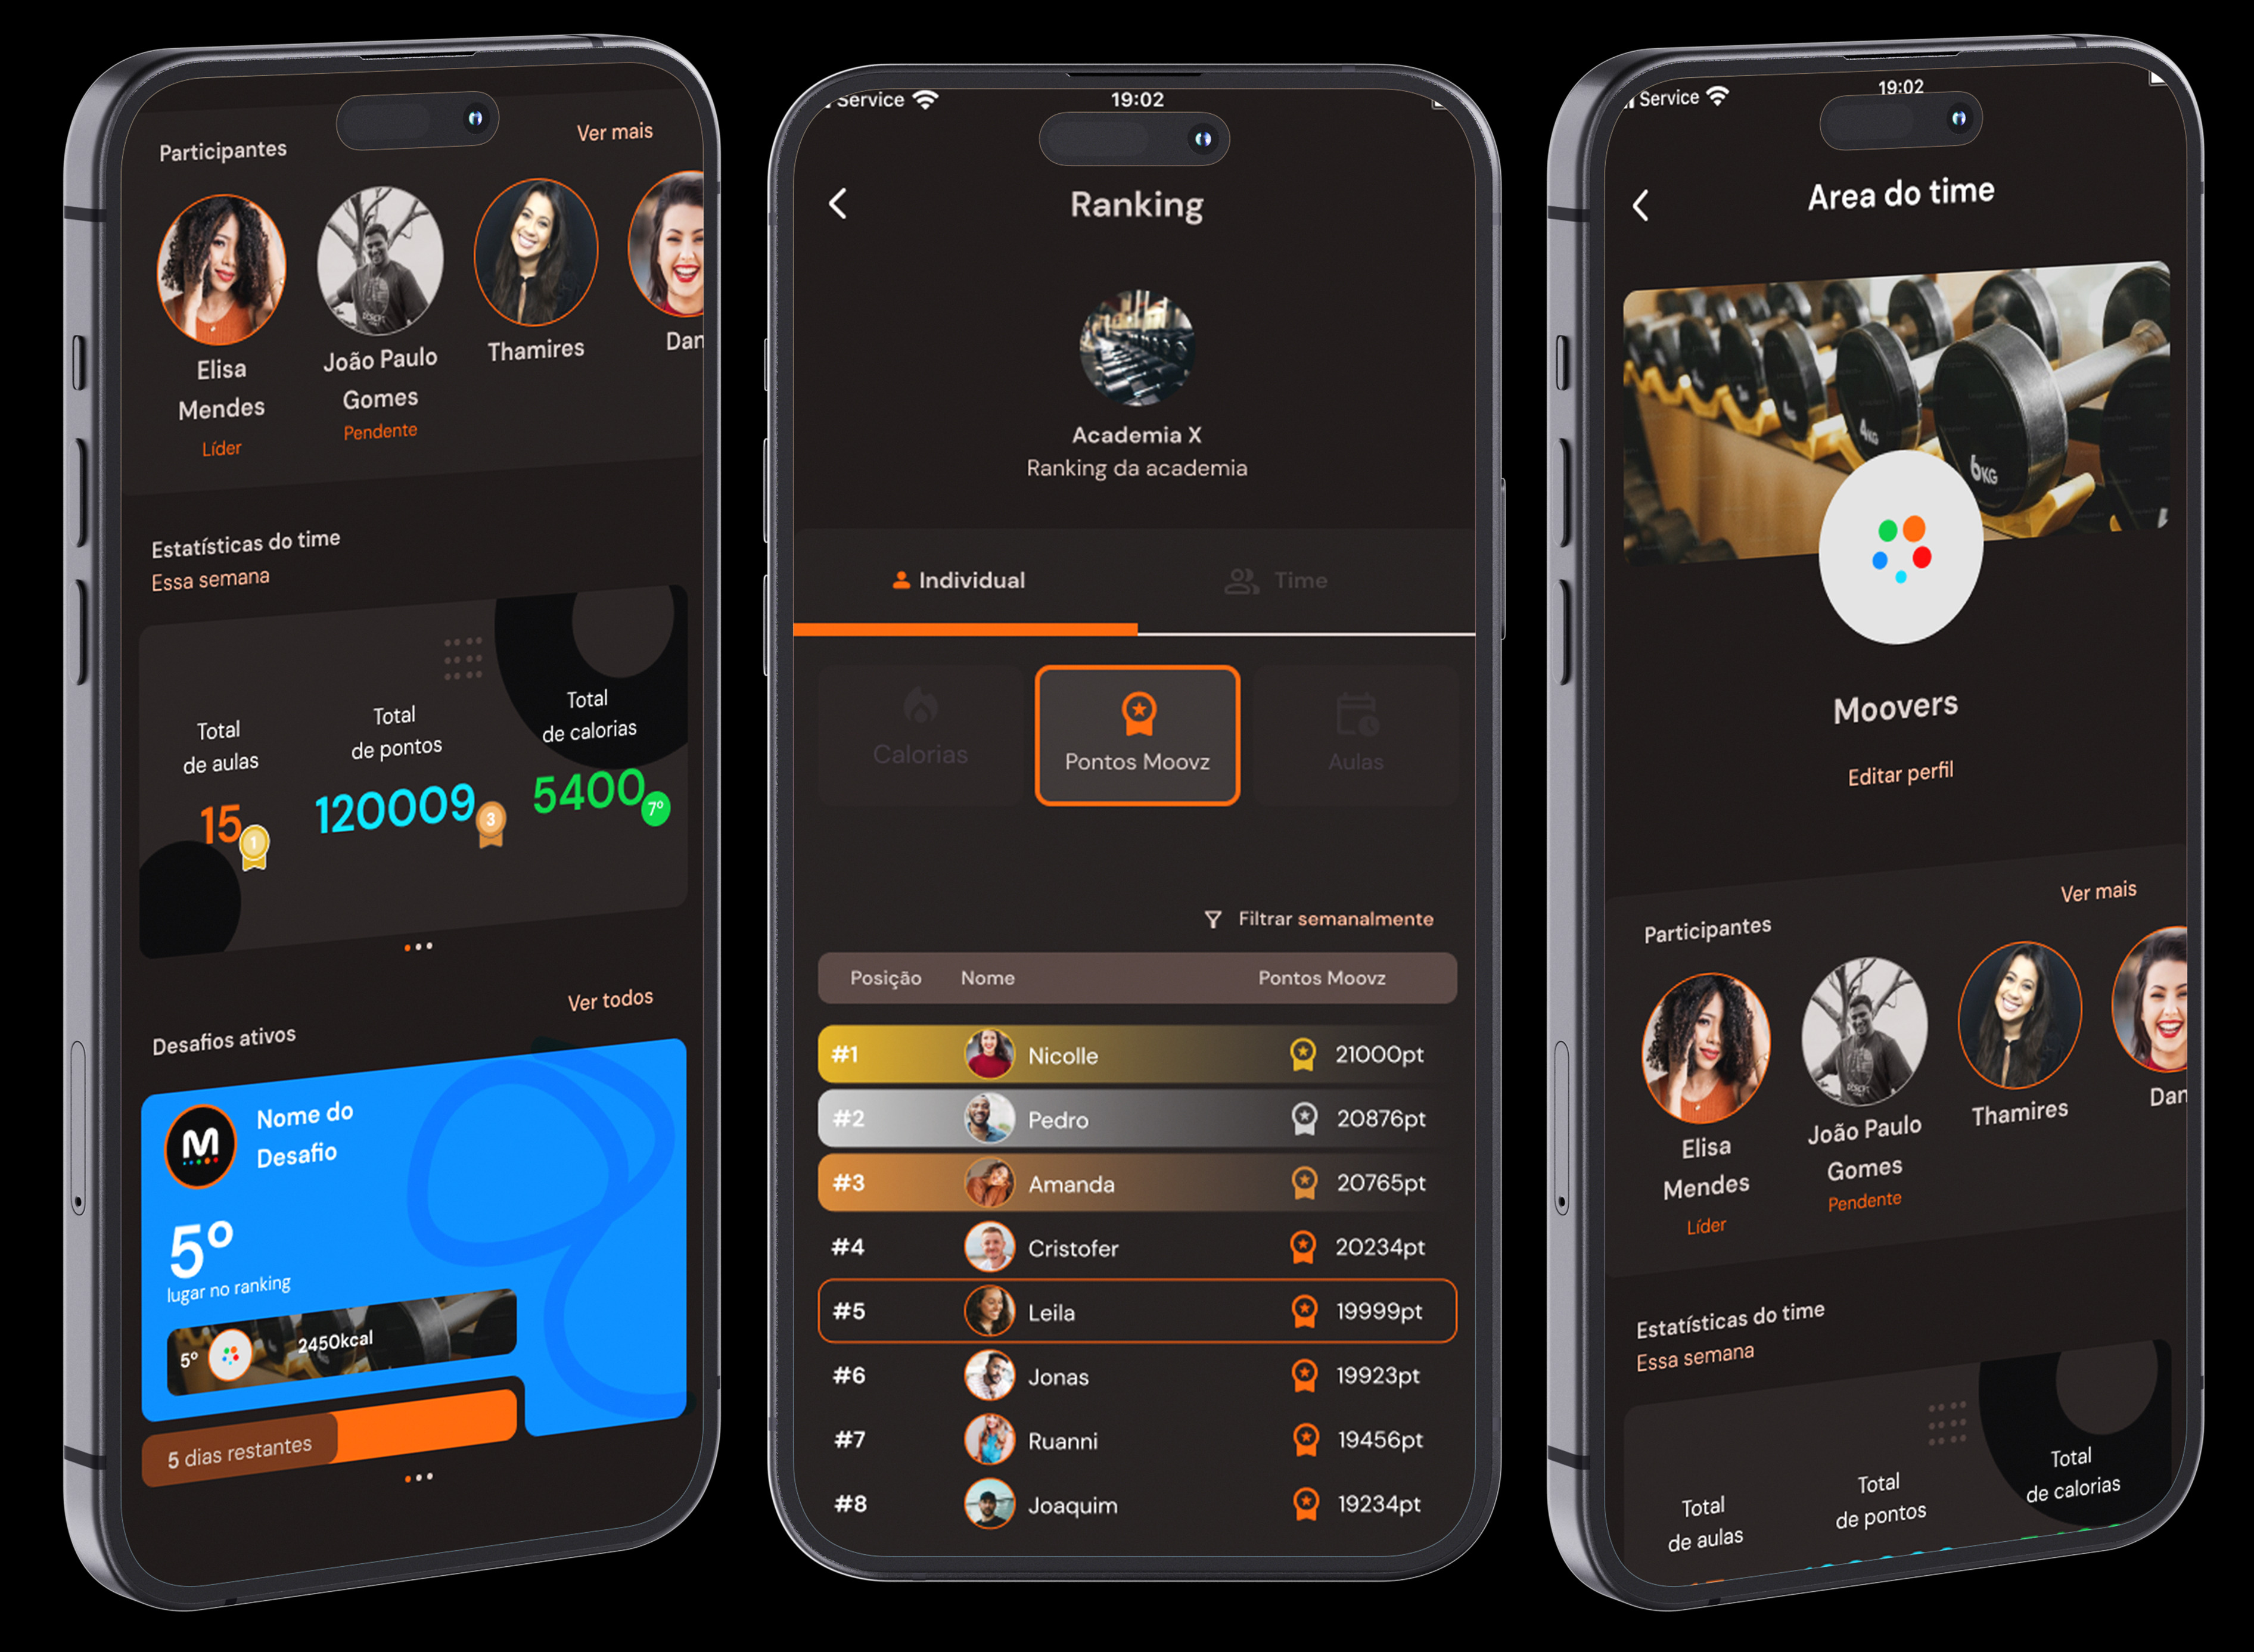 Participantes
Ver mais
Elisa
Mendes
Líder
João Paulo
Gomes
Pendente
Thamires
Dan
Estatísticas do time
Essa semana
Total
de aulas
15
1
Total
de pontos
120009
3
Total
de calorias
5400
7º
Desafios ativos
Ver todos
M
Nome do
Desafio
5º
lugar no ranking
5º
2450kcal
5 dias restantes
Service
19:02
Ranking
Academia X
Ranking da academia
Individual
Time
Calorias
Pontos Moovz
Aulas
Filtrar semanalmente
Posição Nome Pontos Moovz
#1 Nicolle 21000pt
#2 Pedro 20876pt
#3 Amanda 20765pt
#4 Cristofer 20234pt
#5 Leila 19999pt
#6 Jonas 19923pt
#7 Ruanni 19456pt
#8 Joaquim 19234pt
Service
19:02
Area do time
4KG
6KG
Moovers
Editar perfil
Ver mais
Participantes
Elisa
Mendes
Líder
João Paulo
Gomes
Pendente
Thamires
Dan
Estatísticas do time
Essa semana
Total
de aulas
Total
de pontos
Total
de calorias